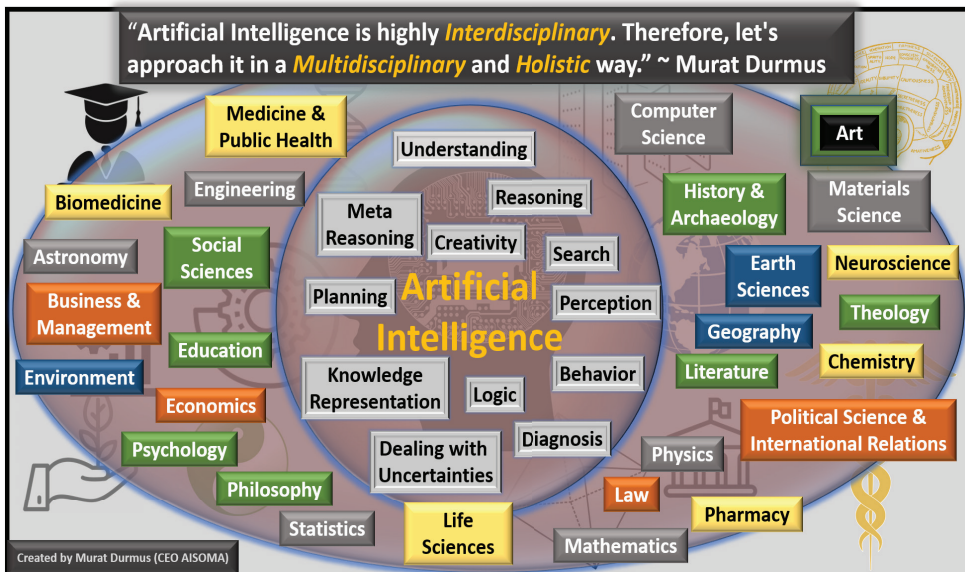 “Artificial Intelligence is highly Interdisciplinary. Therefore, let's
approach it in a Multidisciplinary and Holistic way.” ~ Murat Durmus
Medicine &
Public Health
Computer
Science
Art
Understanding
Engineering
Biomedicine
Reasoning
History &
Archaeology
Materials
Science
Meta
Reasoning
Creativity
Search
Social
Sciences
Astronomy
Earth
Sciences
Neuroscience
Business &
Management
Planning
Artificial
Intelligence
Perception
Theology
Geography
Education
Environment
Knowledge
Representation
Logic
Behavior
Literature
Chemistry
Economics
Political Science &
International Relations
Psychology
Dealing with
Uncertainties
Diagnosis
Physics
Philosophy
Law
Pharmacy
Statistics
Life
Sciences
Mathematics
Created by Murat Durmus (CEO AISOMA)